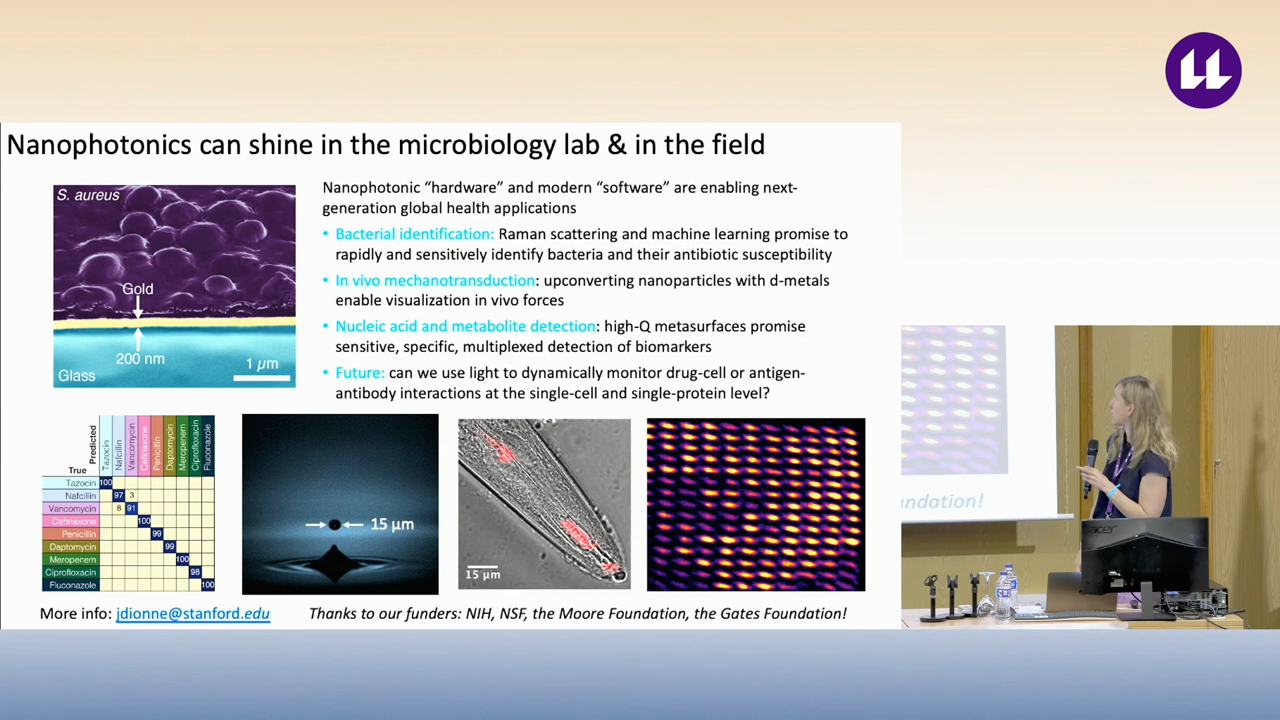 Nanophotonics can shine in the microbiology lab & in the field
S. aureus
Gold
200 nm
Glass
1 µm
Nanophotonic “hardware” and modern “software” are enabling next-
generation global health applications
• Bacterial identification: Raman scattering and machine learning promise to
rapidly and sensitively identify bacteria and their antibiotic susceptibility
• In vivo mechanotransduction: upconverting nanoparticles with d-metals
enable visualization in vivo forces
• Nucleic acid and metabolite detection: high-Q metasurfaces promise
sensitive, specific, multiplexed detection of biomarkers
• Future: can we use light to dynamically monitor drug-cell or antigen-
antibody interactions at the single-cell and single-protein level?
Predicted
True
Tazocin
Nafcillin
Vancomycin
Ceftriaxone
Penicillin
Daptomycin
Meropenem
Ciprofloxacin
Fluconazole
Tazocin 100
Nafcillin 97 3
Vancomycin 8 91
Ceftriaxone 100
Penicillin 99
Daptomycin 99
Meropenem 100
Ciprofloxacin 98
Fluconazole 100
15 µm
15 µm
More info: jdionne@stanford.edu
Thanks to our funders: NIH, NSF, the Moore Foundation, the Gates Foundation!
undation!
acer